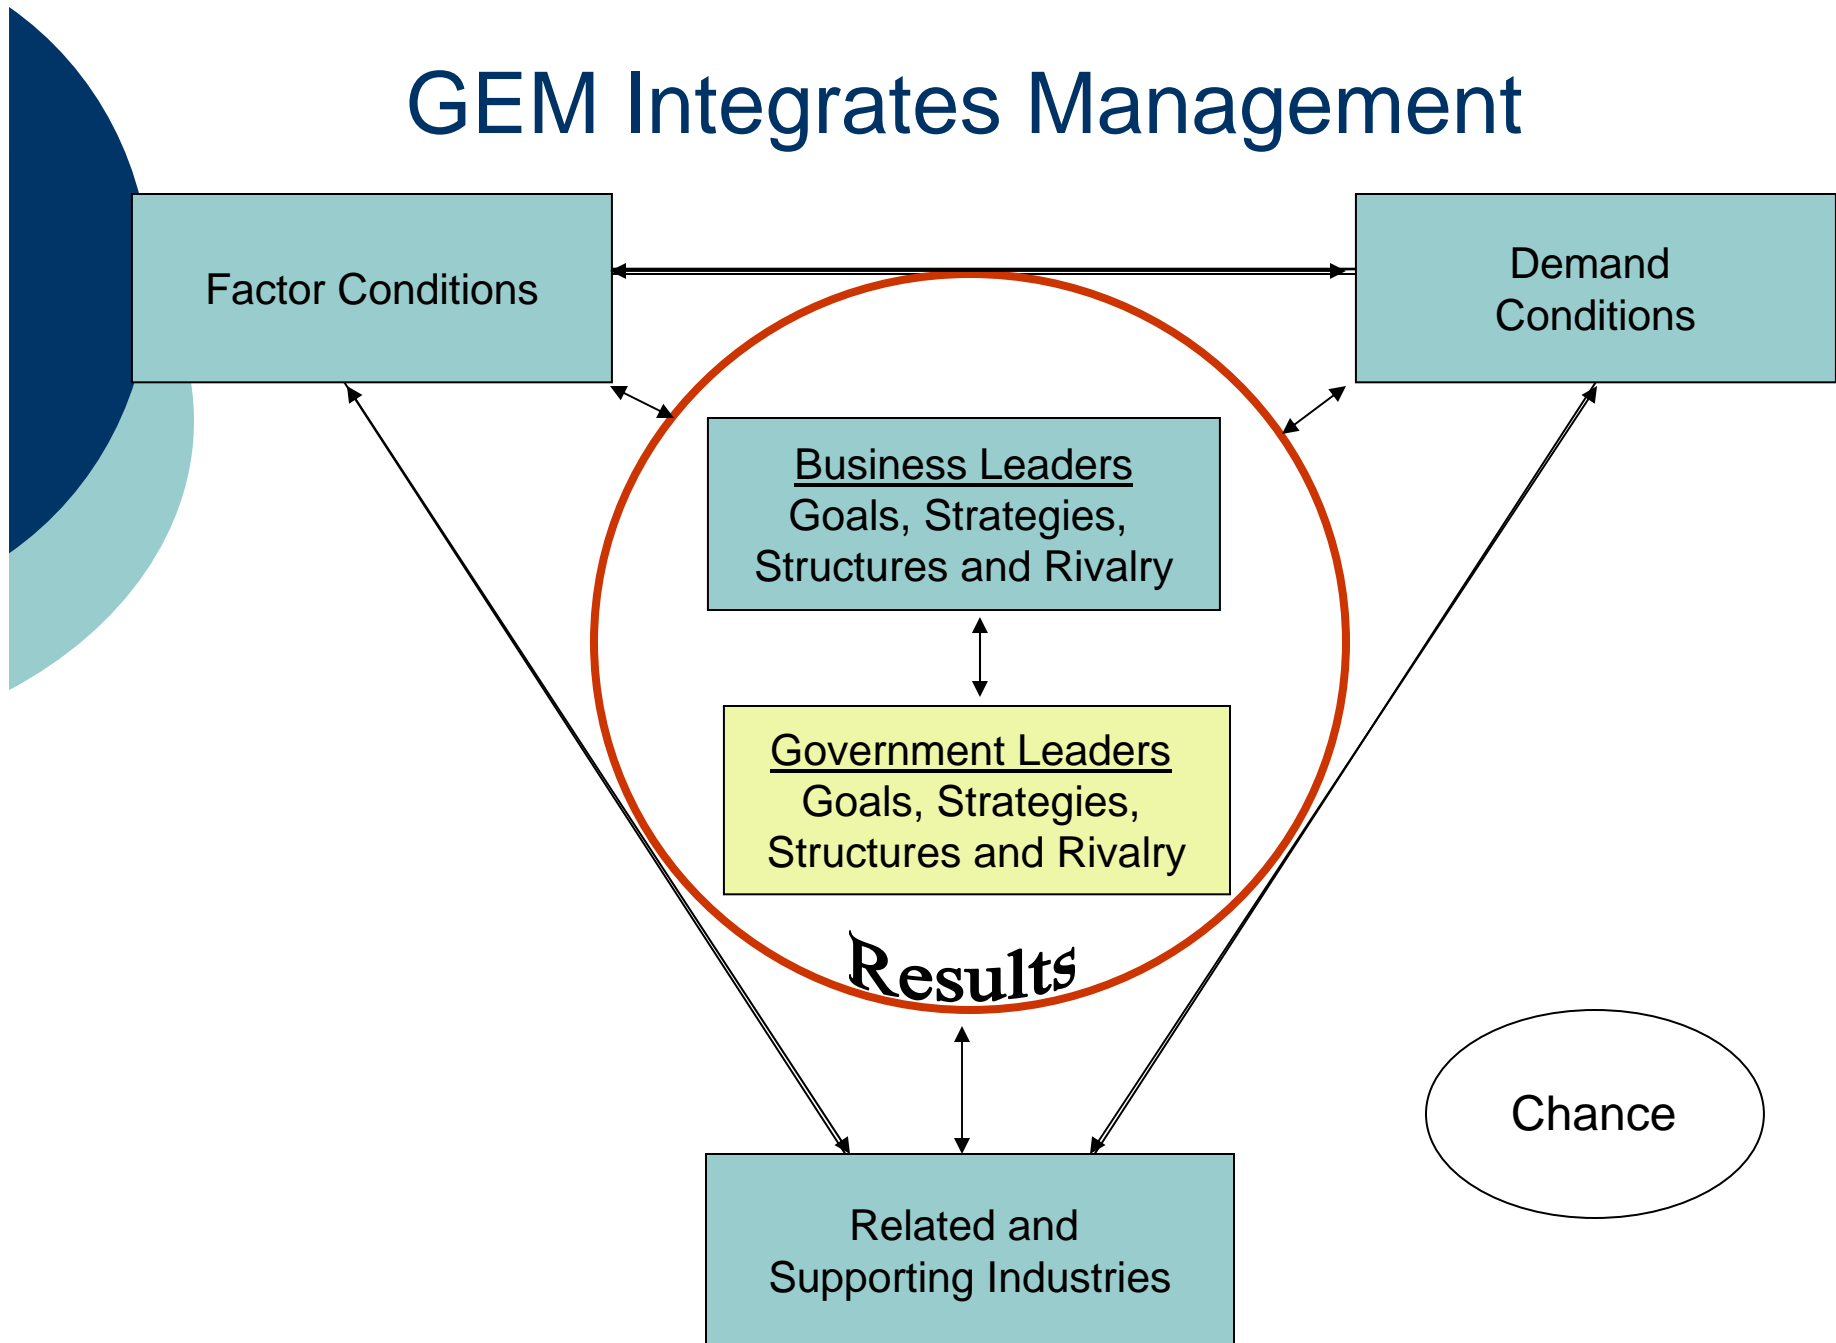 GEM Integrates Management
Factor Conditions
Demand
Conditions
Business Leaders
Goals, Strategies,
Structures and Rivalry
Government Leaders
Goals, Strategies,
Structures and Rivalry
Results
Chance
Related and
Supporting Industries